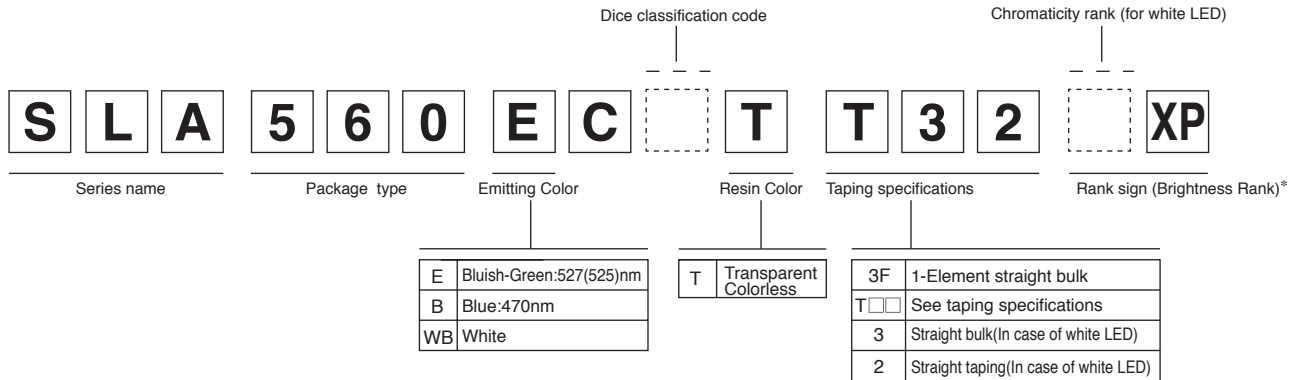 Dice classification code
Chromaticity rank (for white LED)
S L A 5 6 0 E C T T 3 2 XP
Series name
Package type
Emitting Color
Resin Color
Taping specifications
Rank sign (Brightness Rank)*
E Bluish-Green:527(525)nm
B Blue:470nm
WB White
T Transparent
Colorless
3F 1-Element straight bulk
T□□ See taping specifications
3 Straight bulk(In case of white LED)
2 Straight taping(In case of white LED)